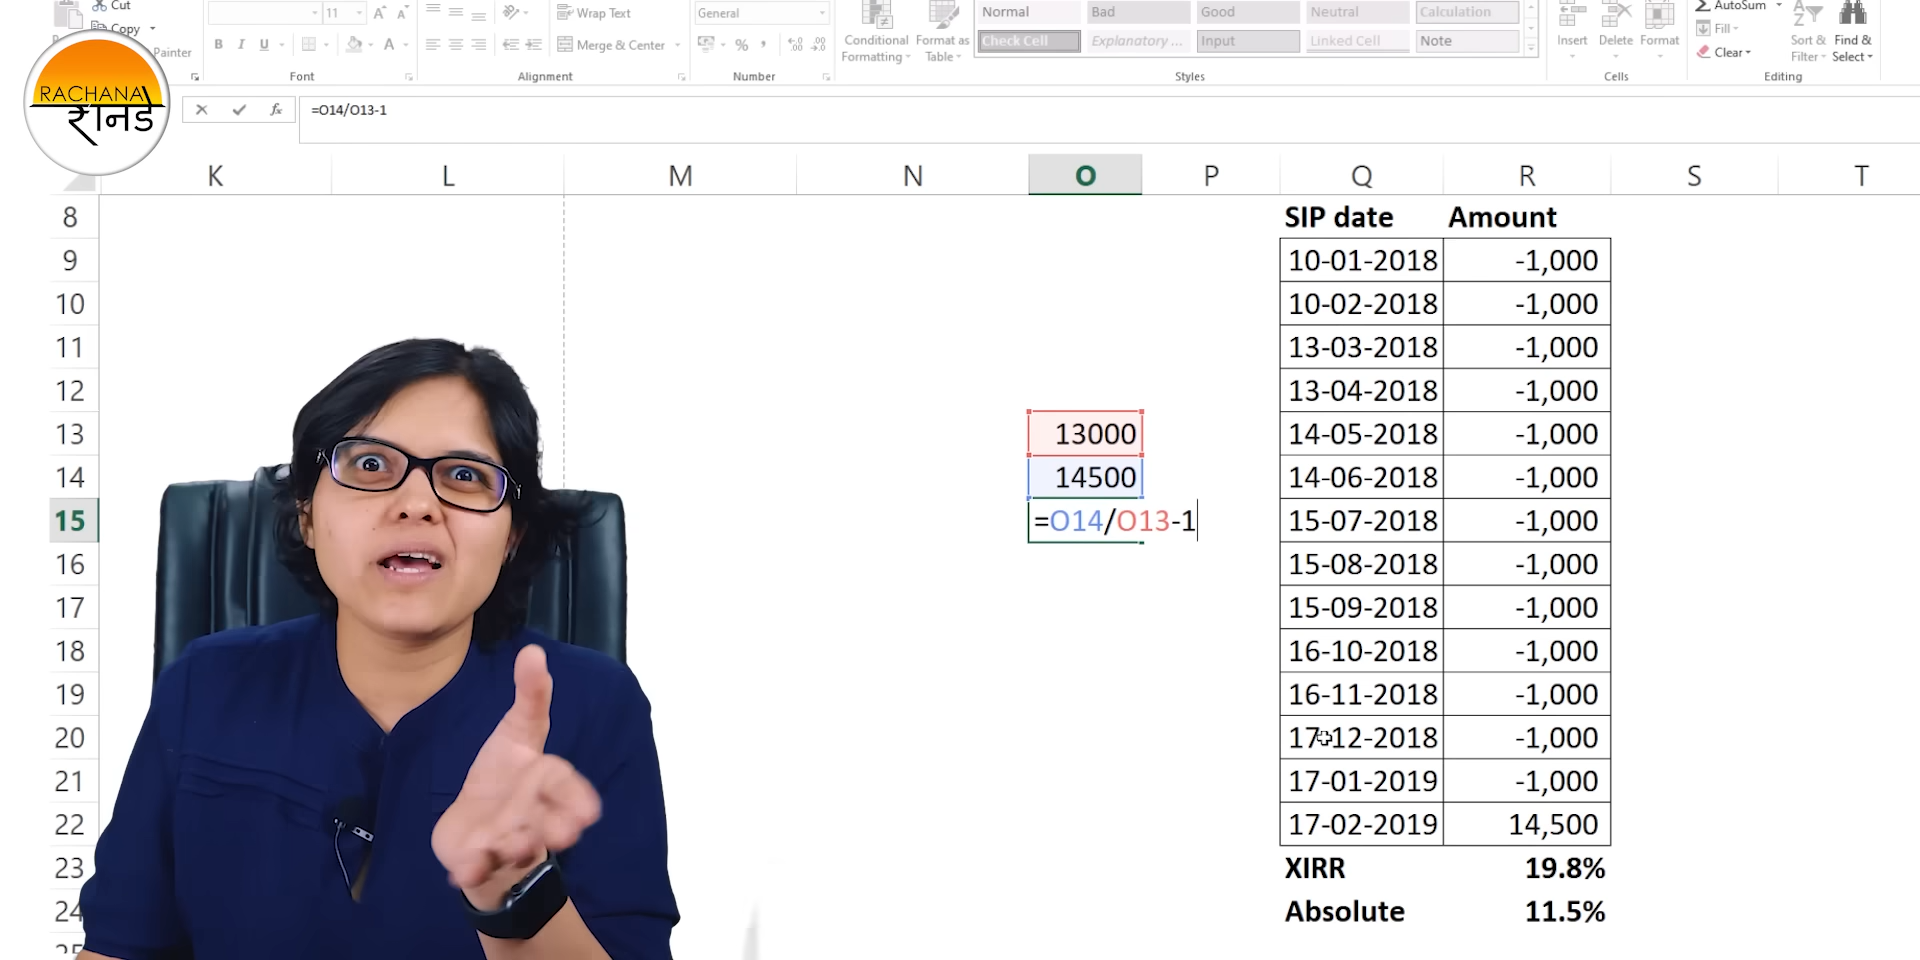 Cut
Copy
Painter
11 A A
Wrap Text
General
B I U A
Merge & Center
%
Conditional Formatting
Format as Table
Normal Bad Good Neutral Calculation
Check Cell Explanatory ... Input Linked Cell Note
Insert Delete Format
AutoSum
Fill
Clear
Sort & Filter
Find & Select
Font Alignment Number Styles Cells Editing
RACHANA
रानडे
fx =O14/O13-1
K L M N O P Q R S T
8 SIP date Amount
9 10-01-2018 -1,000
10 10-02-2018 -1,000
11 13-03-2018 -1,000
12 13-04-2018 -1,000
13 13000 14-05-2018 -1,000
14 14500 14-06-2018 -1,000
15 =O14/O13-1 15-07-2018 -1,000
16 15-08-2018 -1,000
17 15-09-2018 -1,000
18 16-10-2018 -1,000
19 16-11-2018 -1,000
20 17-12-2018 -1,000
21 17-01-2019 -1,000
22 17-02-2019 14,500
23 XIRR 19.8%
24 Absolute 11.5%
25